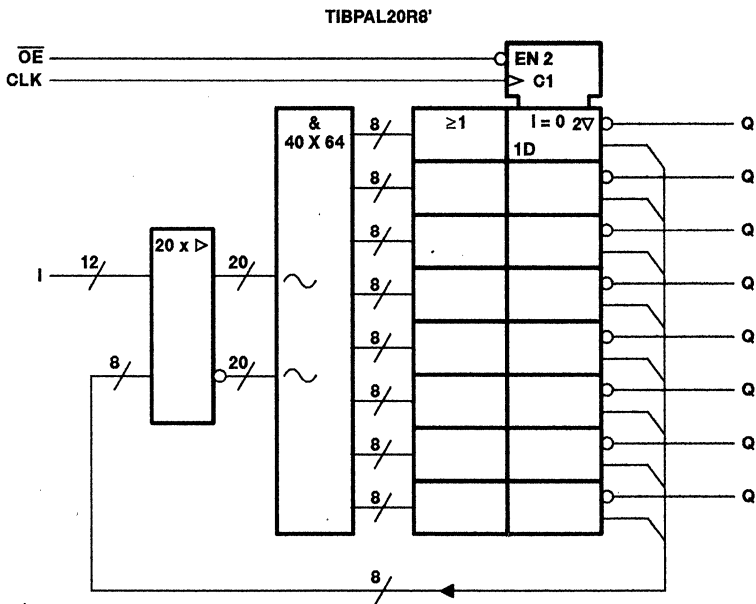 TIBPAL20R8'
OE
CLK
EN 2
C1
&
40 X 64
8
≥1
I = 0 2▽
1D
Q
8
Q
8
Q
20 x ▷
I
12
20
8
Q
8
20
8
Q
8
Q
8
Q
8
Q
8